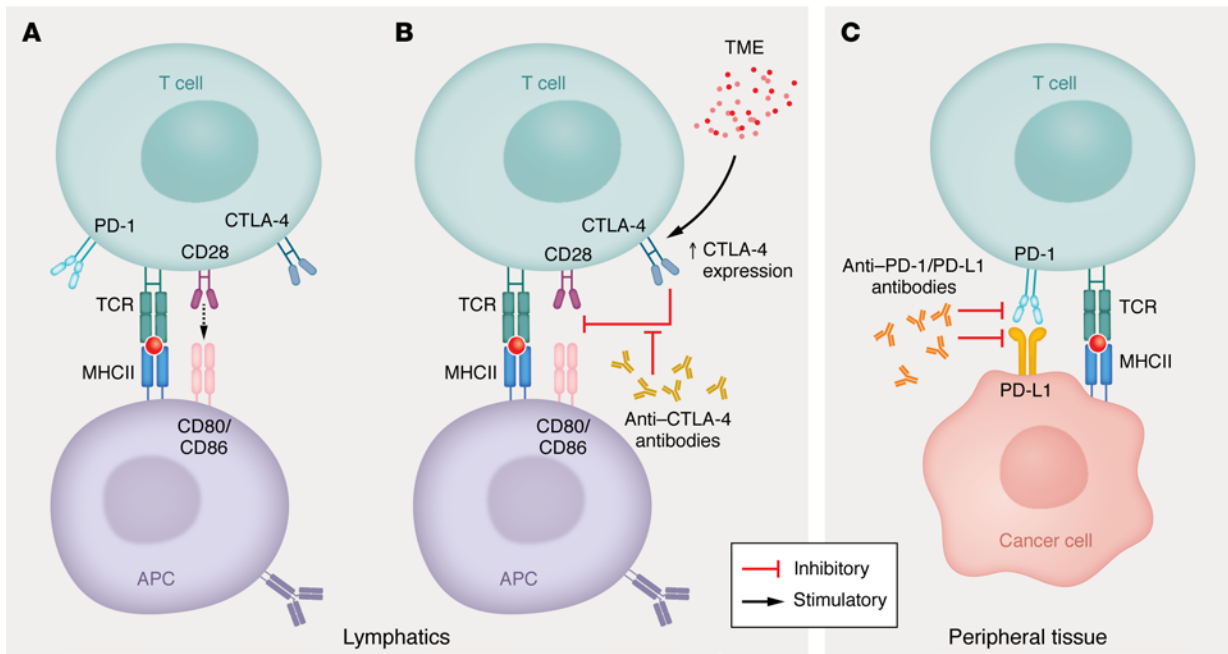 A
T cell
PD-1
CTLA-4
CD28
TCR
MHCII
CD80/
CD86
APC
B
TME
T cell
CTLA-4
CD28
↑ CTLA-4
expression
TCR
MHCII
Anti–CTLA-4
antibodies
CD80/
CD86
APC
Lymphatics
C
T cell
PD-1
Anti–PD-1/PD-L1
antibodies
TCR
MHCII
PD-L1
Cancer cell
Inhibitory
Stimulatory
Peripheral tissue